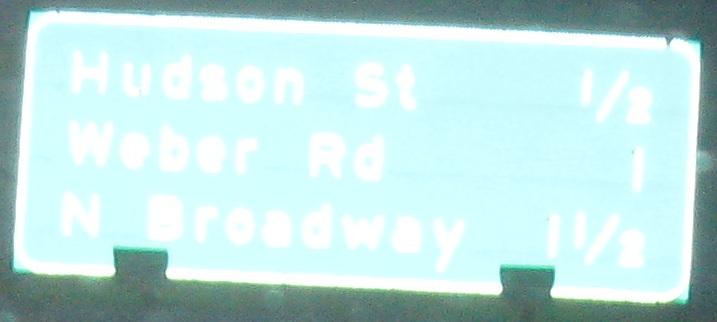 Hudson St 1/2
Weber Rd 1
N Broadway 1 1/2